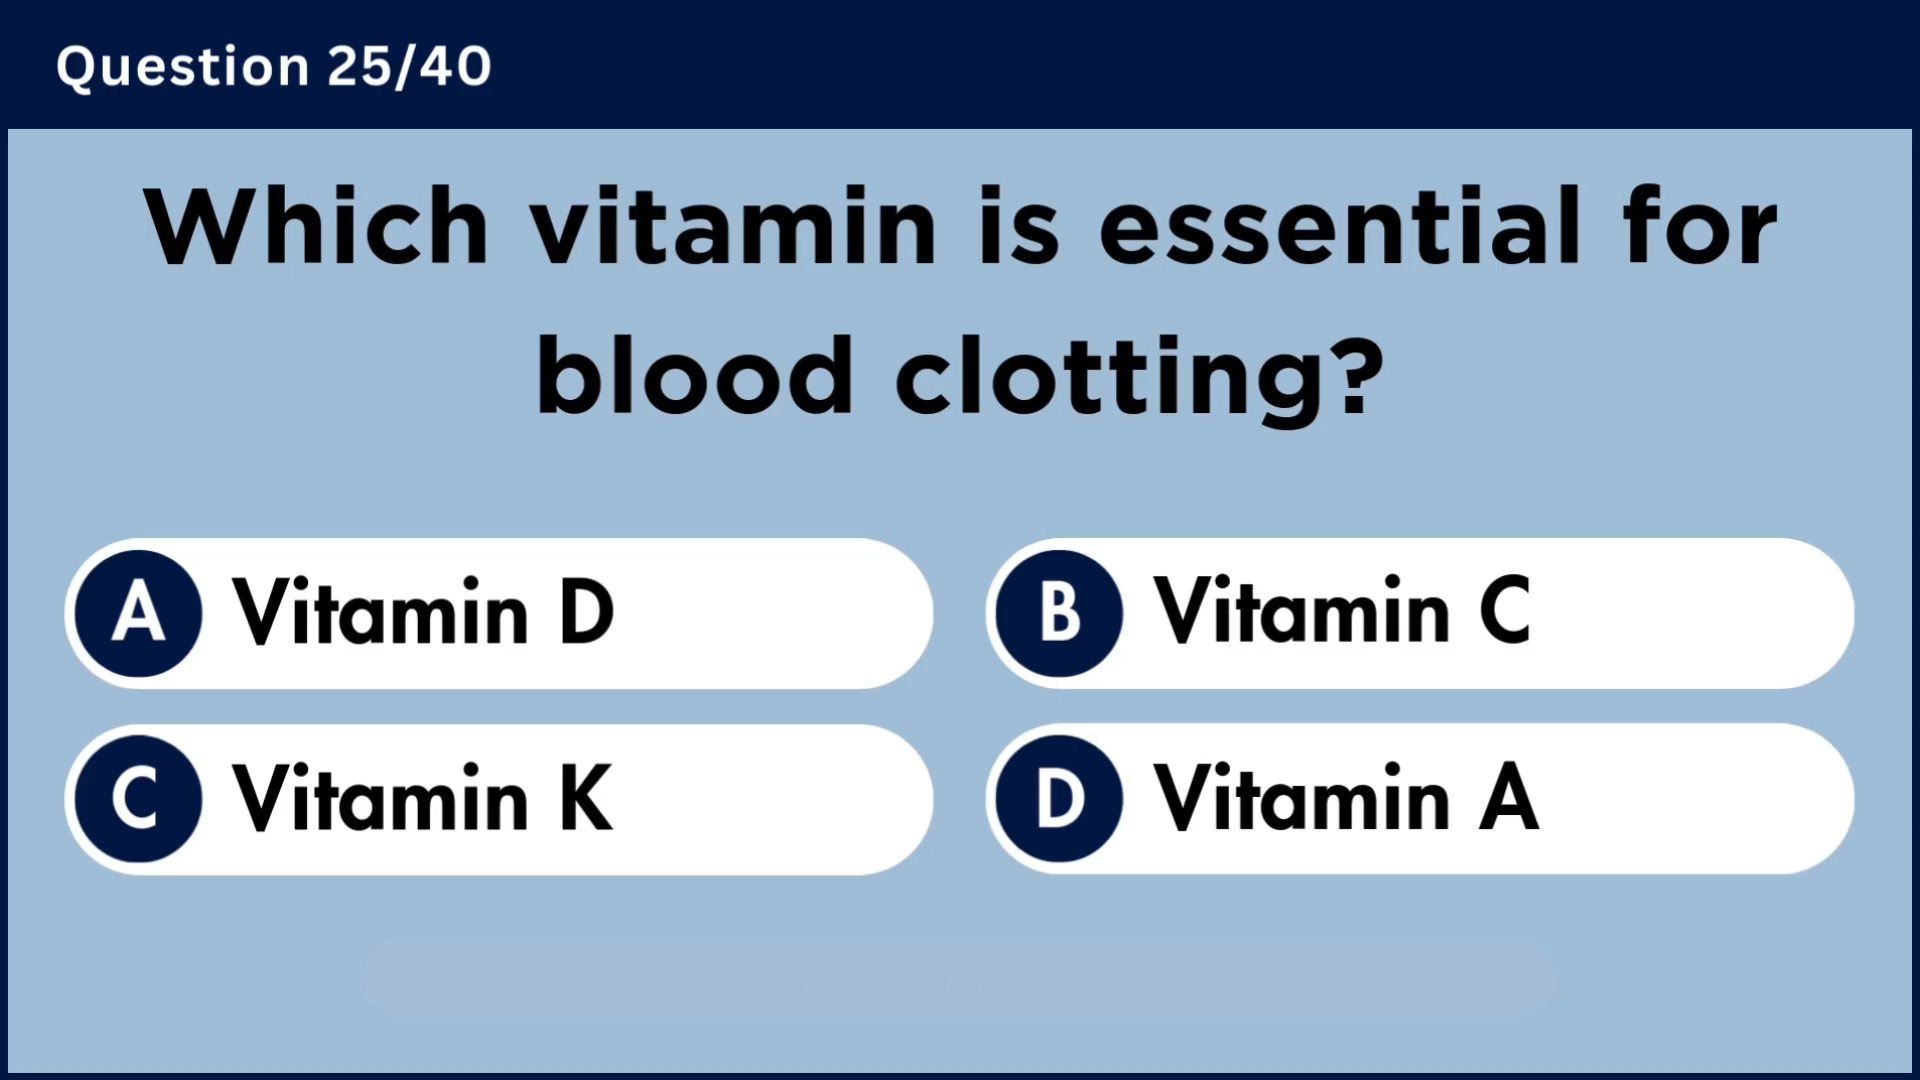 Question 25/40
Which vitamin is essential for
blood clotting?
A Vitamin D
B Vitamin C
C Vitamin K
D Vitamin A